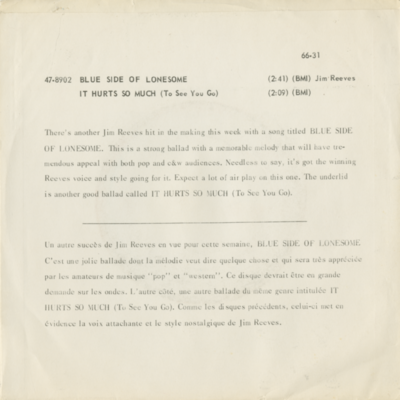 66-31
47-8902 BLUE SIDE OF LONESOME (2:41) (BMI) Jim Reeves
IT HURTS SO MUCH (To See You Go) (2:09) (BMI)
There's another Jim Reeves hit in the making this week with a song titled BLUE SIDE
OF LONESOME. This is a strong ballad with a memorable melody that will have tre-
mendous appeal with both pop and c&w audiences. Needless to say, it's got the winning
Reeves voice and style going for it. Expect a lot of air play on this one. The underlid
is another good ballad called IT HURTS SO MUCH (To See You Go).
Un autre succès de Jim Reeves en vue pour cette semaine, BLUE SIDE OF LONESOME
C'est une jolie ballade dont la mélodie veut dire quelque chose et qui sera très appréciée
par les amateurs de musique "pop" et "western". Ce disque devrait être en grande
demande sur les ondes. L'autre côté, une autre ballade de même genre intitulée IT
HURTS SO MUCH (To See You Go). Comme les disques précédents, celui-ci met en
évidence la voix attachante et le style nostalgique de Jim Reeves.